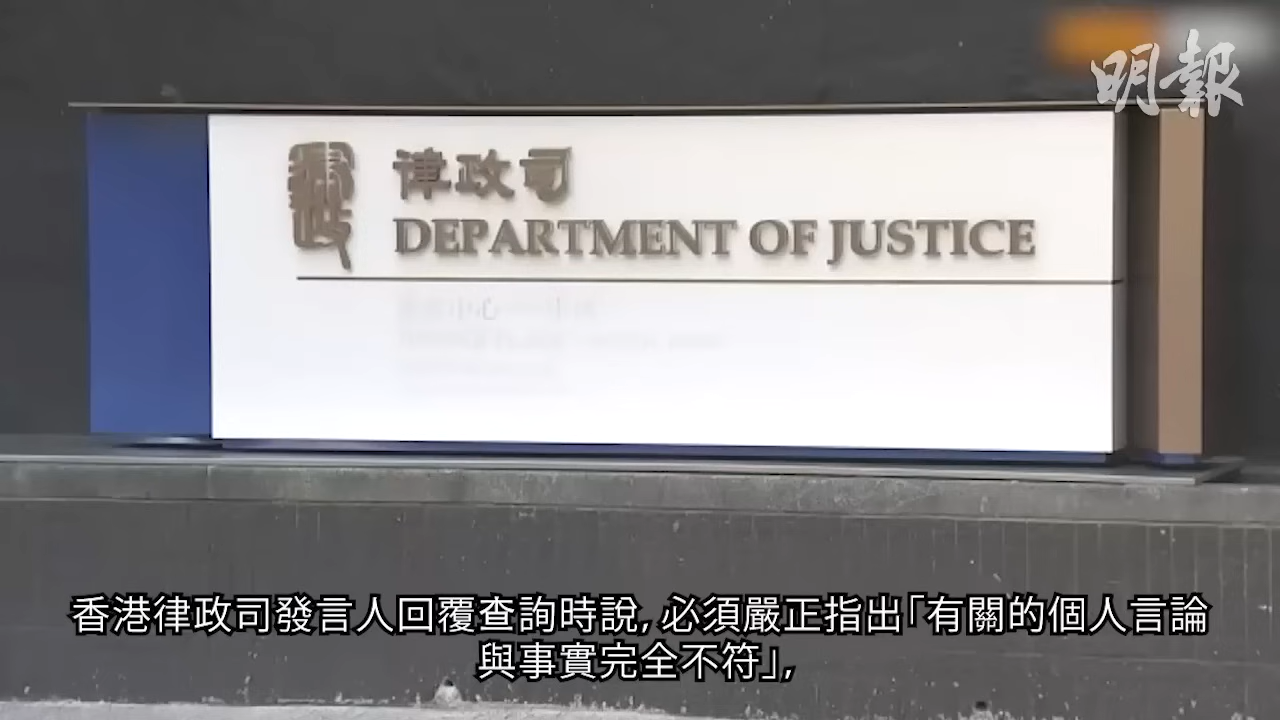 明報
律政司
DEPARTMENT OF JUSTICE
香港律政司發言人回覆查詢時說, 必須嚴正指出「有關的個人言論
與事實完全不符」,